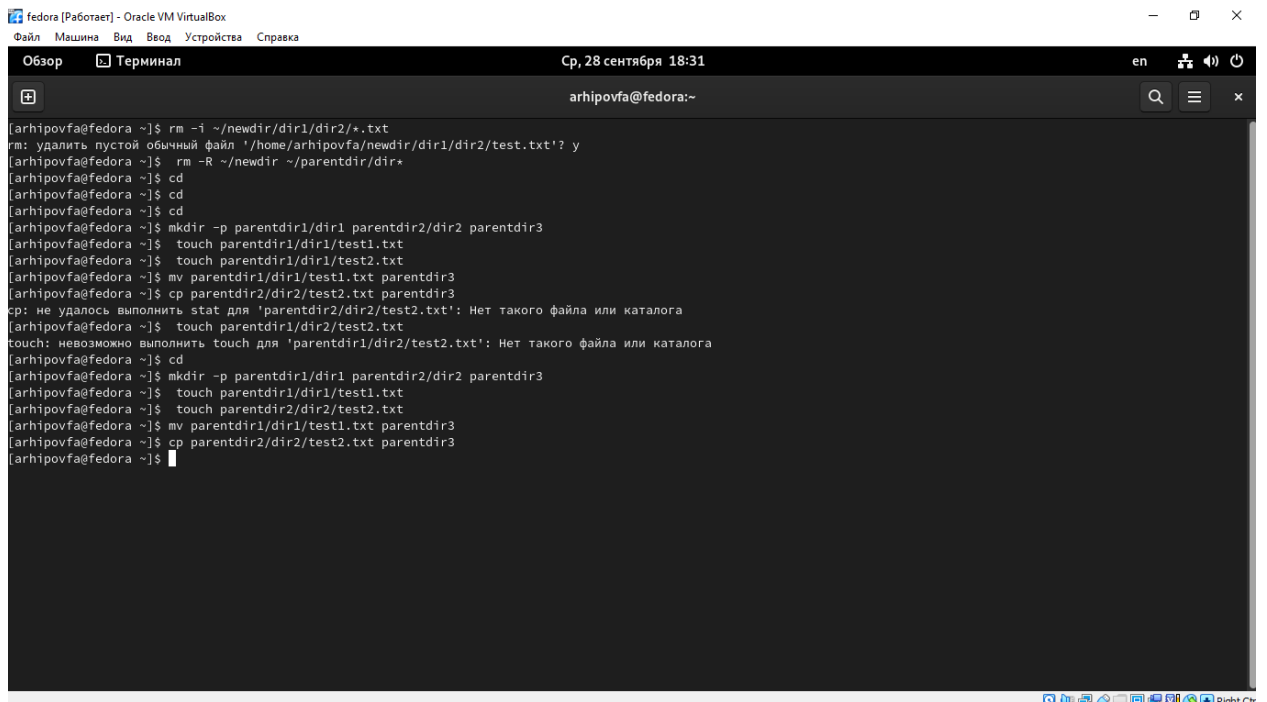 fedora [Работает] - Oracle VM VirtualBox
Файл Машина Вид Ввод Устройства Справка
Обзор Терминал Ср, 28 сентября 18:31 en
arhipovfa@fedora:~
[arhipovfa@fedora ~]$ rm -i ~/newdir/dir1/dir2/*.txt
rm: удалить пустой обычный файл '/home/arhipovfa/newdir/dir1/dir2/test.txt'? y
[arhipovfa@fedora ~]$  rm -R ~/newdir ~/parentdir/dir*
[arhipovfa@fedora ~]$ cd
[arhipovfa@fedora ~]$ cd
[arhipovfa@fedora ~]$ cd
[arhipovfa@fedora ~]$ mkdir -p parentdir1/dir1 parentdir2/dir2 parentdir3
[arhipovfa@fedora ~]$  touch parentdir1/dir1/test1.txt
[arhipovfa@fedora ~]$  touch parentdir1/dir1/test2.txt
[arhipovfa@fedora ~]$ mv parentdir1/dir1/test1.txt parentdir3
[arhipovfa@fedora ~]$ cp parentdir2/dir2/test2.txt parentdir3
cp: не удалось выполнить stat для 'parentdir2/dir2/test2.txt': Нет такого файла или каталога
[arhipovfa@fedora ~]$  touch parentdir1/dir2/test2.txt
touch: невозможно выполнить touch для 'parentdir1/dir2/test2.txt': Нет такого файла или каталога
[arhipovfa@fedora ~]$ cd
[arhipovfa@fedora ~]$ mkdir -p parentdir1/dir1 parentdir2/dir2 parentdir3
[arhipovfa@fedora ~]$  touch parentdir1/dir1/test1.txt
[arhipovfa@fedora ~]$  touch parentdir2/dir2/test2.txt
[arhipovfa@fedora ~]$ mv parentdir1/dir1/test1.txt parentdir3
[arhipovfa@fedora ~]$ cp parentdir2/dir2/test2.txt parentdir3
[arhipovfa@fedora ~]$
Right